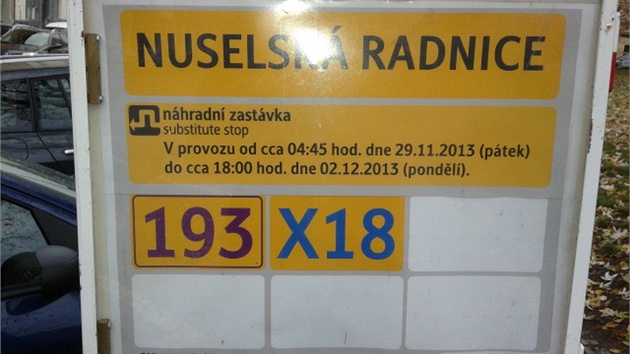 NUSELSKÁ RADNICE
náhradní zastávka
substitute stop
V provozu od cca 04:45 hod. dne 29.11.2013 (pátek)
do cca 18:00 hod. dne 02.12.2013 (pondělí).
193 X18